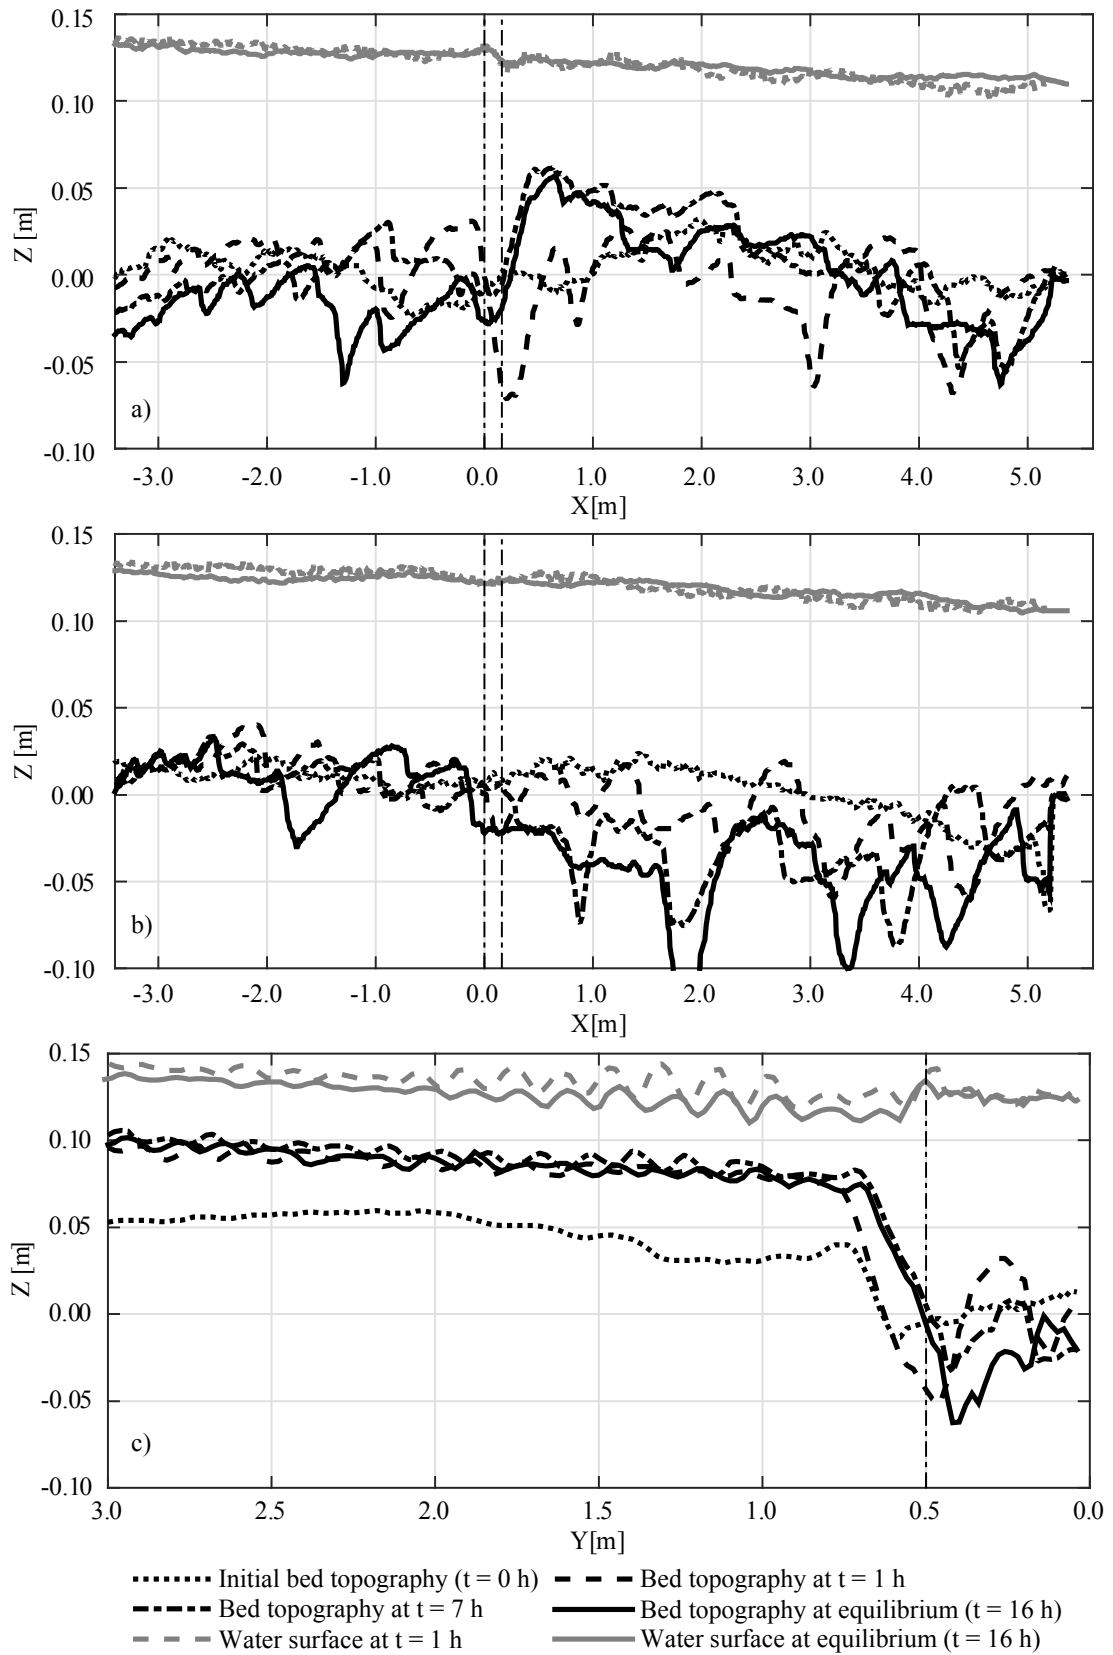 0.15
0.10
0.05
0.00
-0.05
-0.10
Z [m]
a)
-3.0 -2.0 -1.0 0.0 1.0 2.0 3.0 4.0 5.0
X[m]
0.15
0.10
0.05
0.00
-0.05
-0.10
Z [m]
b)
-3.0 -2.0 -1.0 0.0 1.0 2.0 3.0 4.0 5.0
X[m]
0.15
0.10
0.05
0.00
-0.05
-0.10
Z [m]
c)
3.0 2.5 2.0 1.5 1.0 0.5 0.0
Y[m]
Initial bed topography (t = 0 h) Bed topography at t = 1 h
Bed topography at t = 7 h Bed topography at equilibrium (t = 16 h)
Water surface at t = 1 h Water surface at equilibrium (t = 16 h)